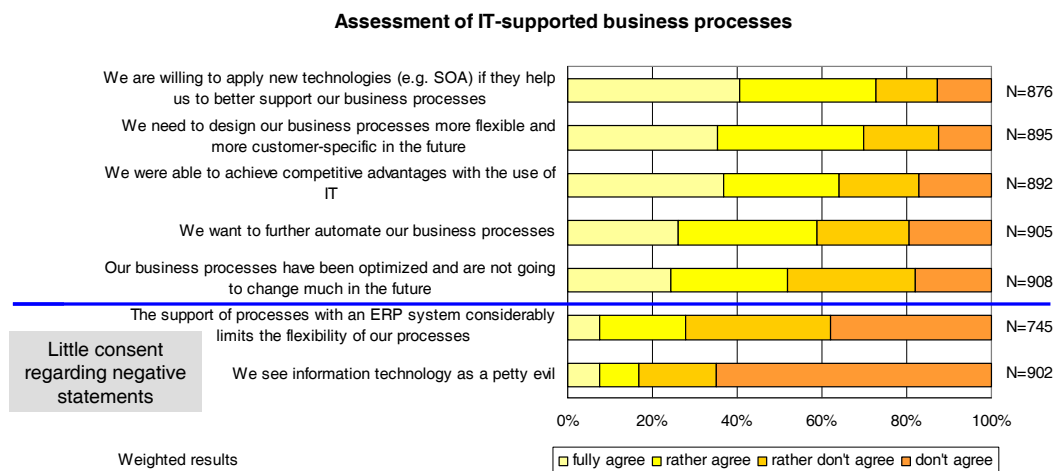 Assessment of IT-supported business processes
We are willing to apply new technologies (e.g. SOA) if they help
us to better support our business processes
N=876
We need to design our business processes more flexible and
more customer-specific in the future
N=895
We were able to achieve competitive advantages with the use of
IT
N=892
We want to further automate our business processes
N=905
Our business processes have been optimized and are not going
to change much in the future
N=908
The support of processes with an ERP system considerably
limits the flexibility of our processes
N=745
Little consent
regarding negative
statements
We see information technology as a petty evil
N=902
0% 20% 40% 60% 80% 100%
Weighted results
fully agree rather agree rather don't agree don't agree